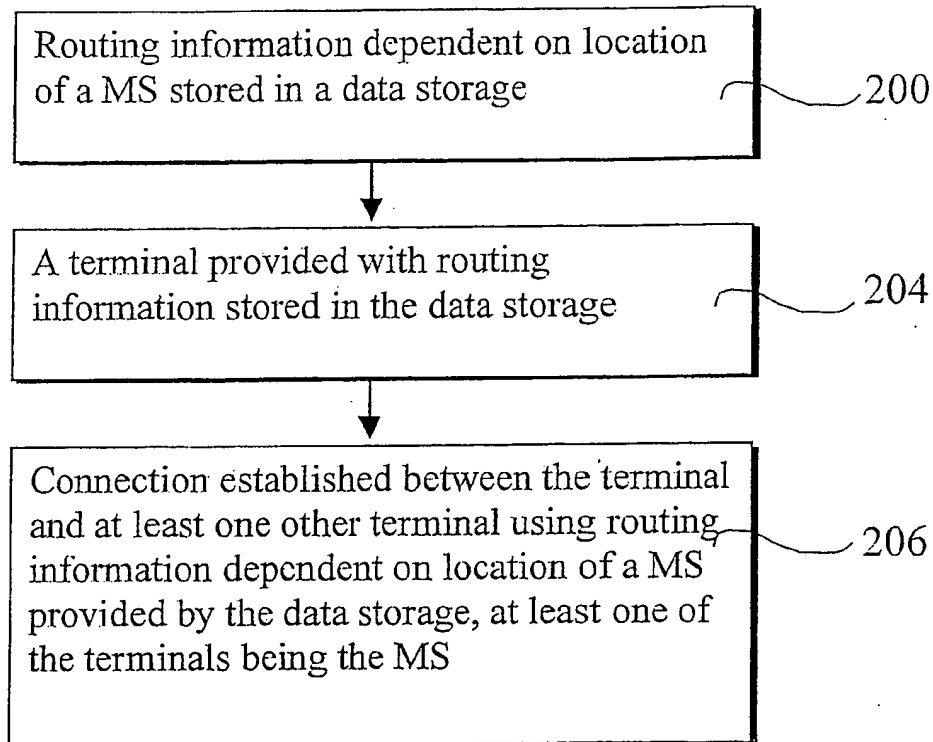 Routing information dependent on location
of a MS stored in a data storage
200
A terminal provided with routing
information stored in the data storage
204
Connection established between the terminal
and at least one other terminal using routing
information dependent on location of a MS
provided by the data storage, at least one of
the terminals being the MS
206